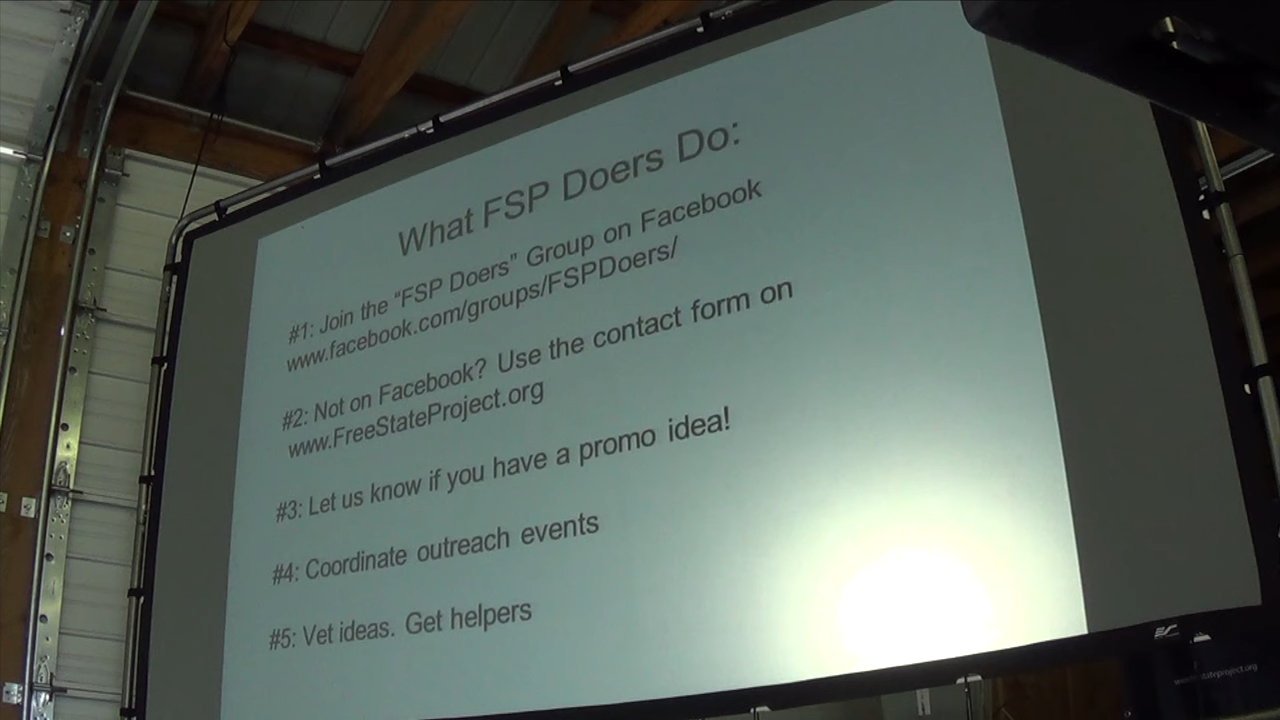 What FSP Doers Do:
#1: Join the “FSP Doers” Group on Facebook
www.facebook.com/groups/FSPDoers/
#2: Not on Facebook? Use the contact form on
www.FreeStateProject.org
#3: Let us know if you have a promo idea!
#4: Coordinate outreach events
#5: Vet ideas. Get helpers
ES